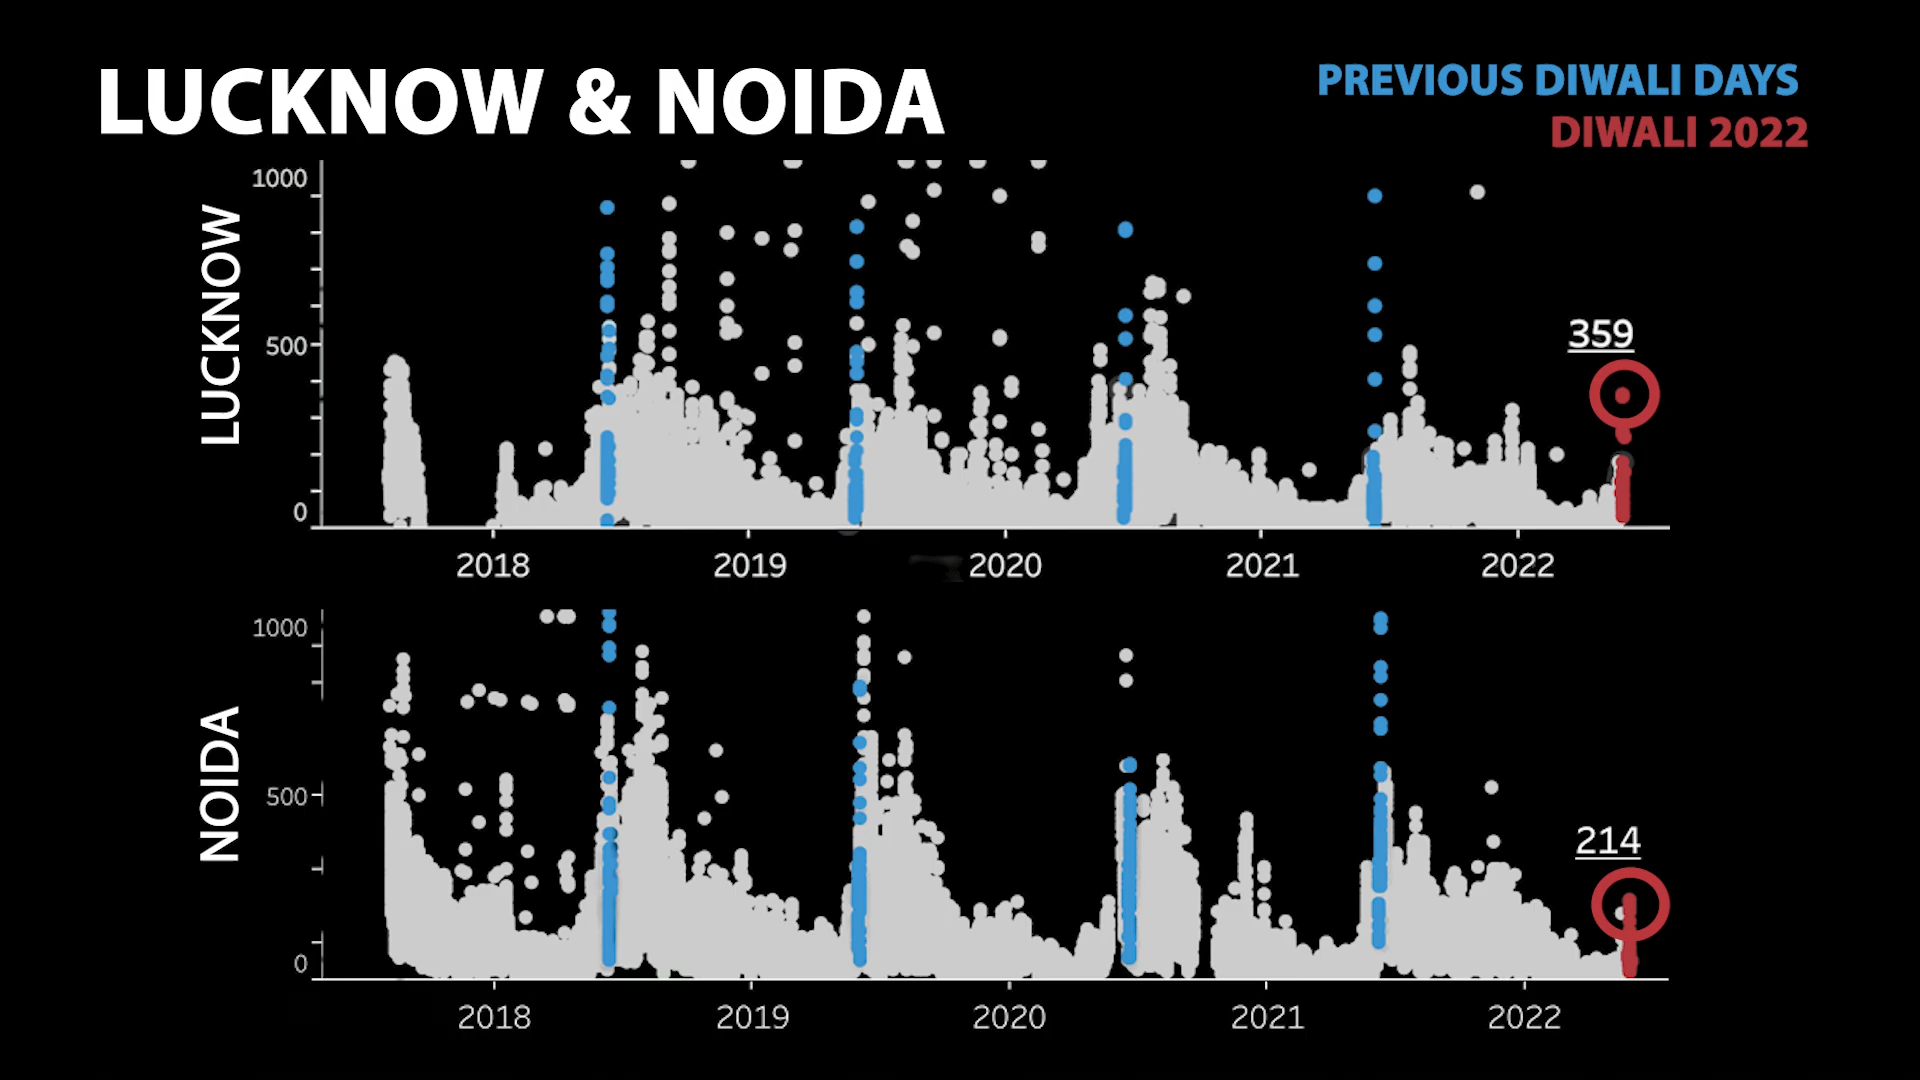 LUCKNOW & NOIDA
PREVIOUS DIWALI DAYS
DIWALI 2022
LUCKNOW
1000
500
0
359
2018 2019 2020 2021 2022
NOIDA
1000
500
0
214
2018 2019 2020 2021 2022